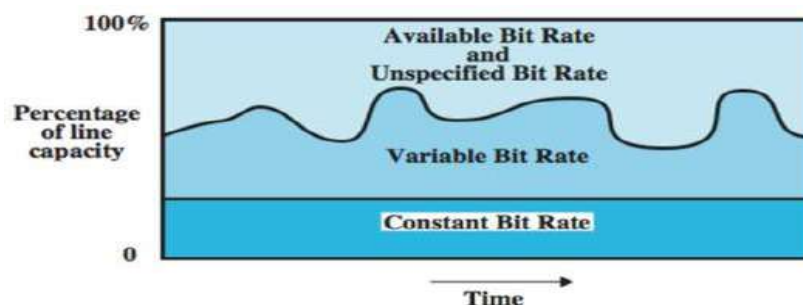 100%
Available Bit Rate
and
Unspecified Bit Rate
Percentage
of line
capacity
Variable Bit Rate
Constant Bit Rate
0
Time